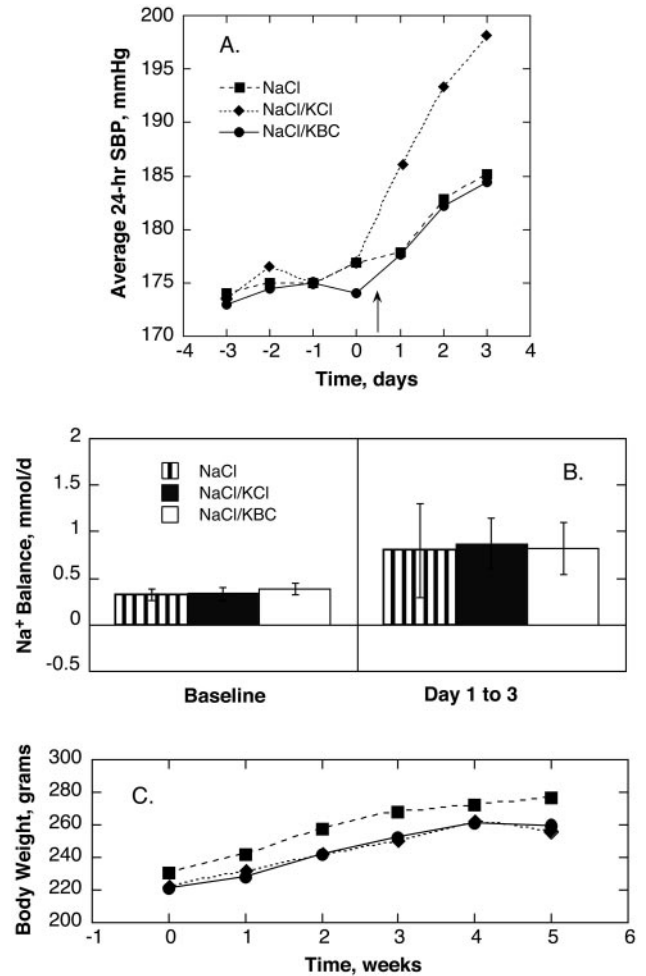 A.
NaCl
NaCl/KCl
NaCl/KBC
Average 24-hr SBP, mmHg
200
195
190
185
180
175
170
-4 -3 -2 -1 0 1 2 3 4
Time, days
B.
NaCl
NaCl/KCl
NaCl/KBC
Na⁺ Balance, mmol/d
2
1.5
1
0.5
0
-0.5
Baseline Day 1 to 3
C.
Body Weight, grams
300
280
260
240
220
200
-1 0 1 2 3 4 5 6
Time, weeks